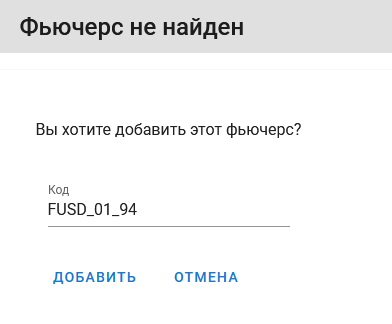 Фьючерс не найден
Вы хотите добавить этот фьючерс?
Код
FUSD_01_94
ДОБАВИТЬ ОТМЕНА